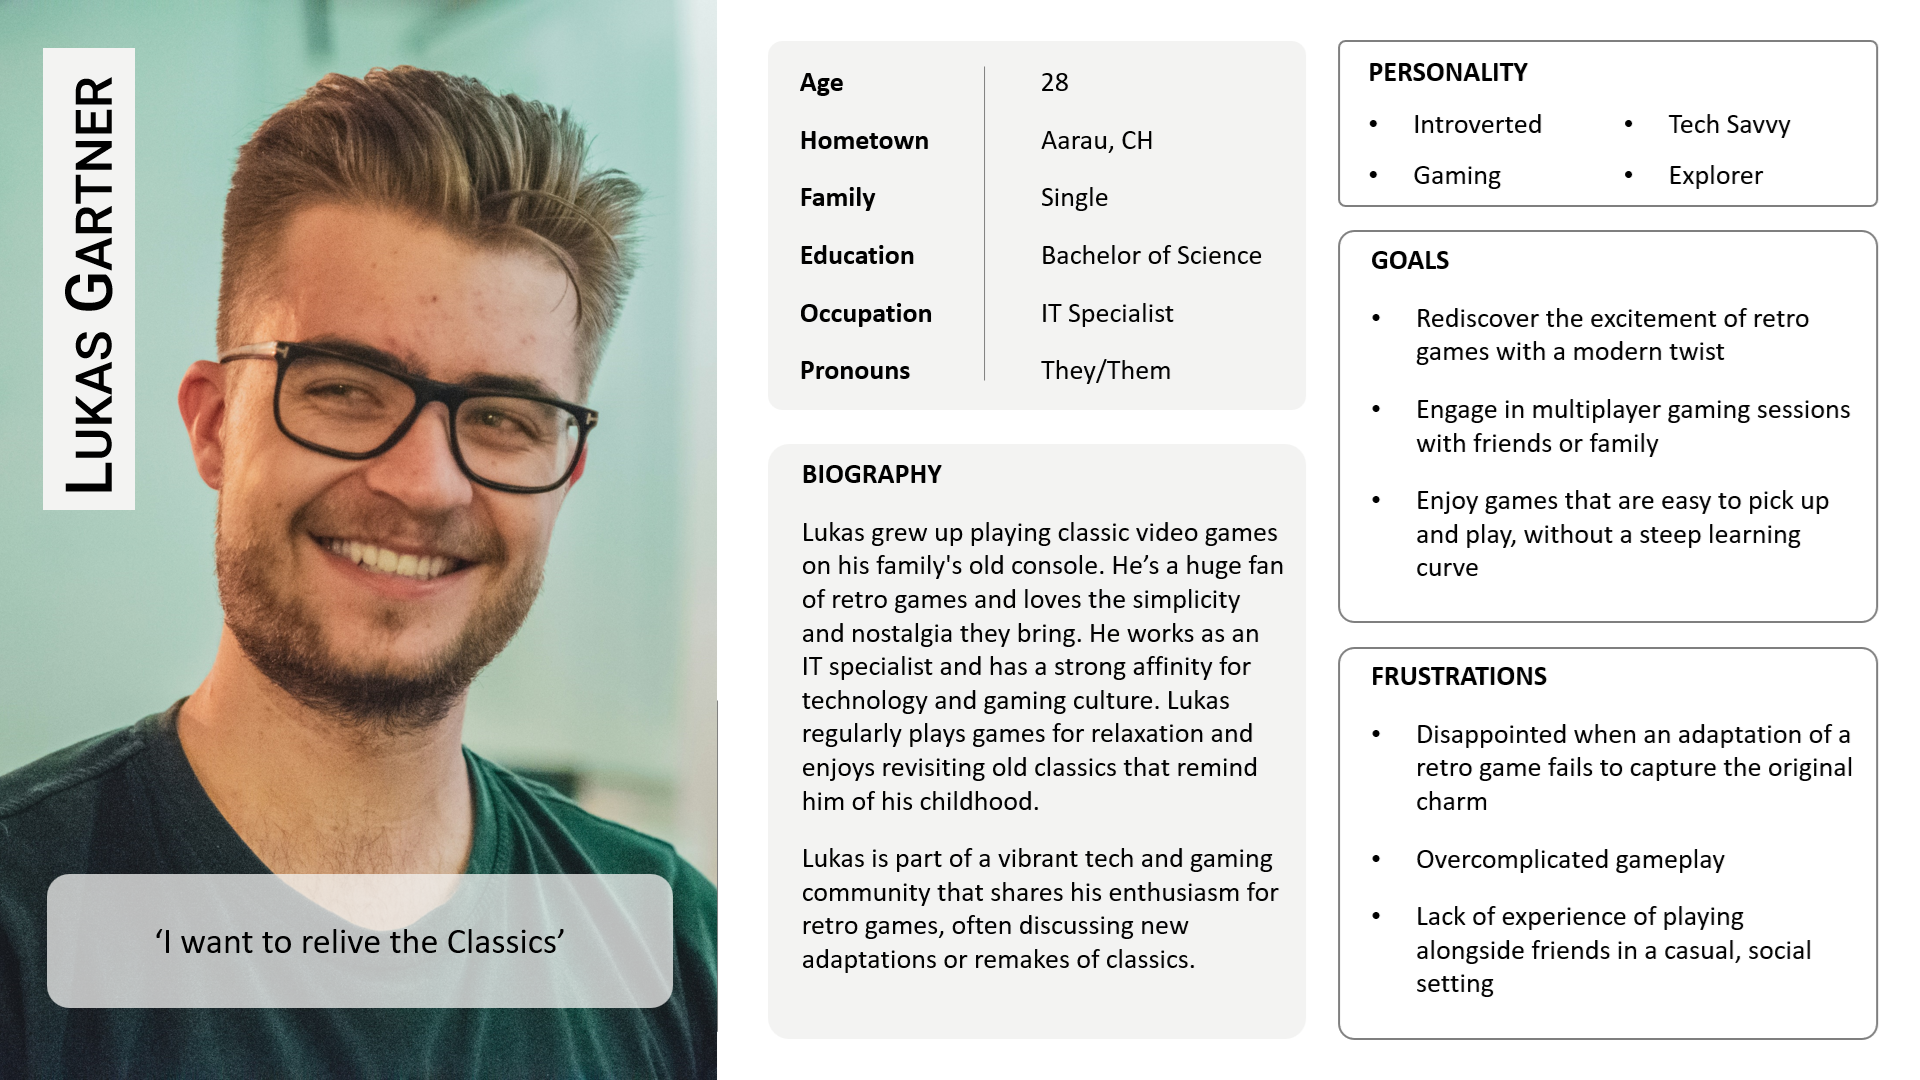 LUKAS GARTNER
‘I want to relive the Classics’
Age 28
Hometown Aarau, CH
Family Single
Education Bachelor of Science
Occupation IT Specialist
Pronouns They/Them
BIOGRAPHY
Lukas grew up playing classic video games
on his family's old console. He’s a huge fan
of retro games and loves the simplicity
and nostalgia they bring. He works as an
IT specialist and has a strong affinity for
technology and gaming culture. Lukas
regularly plays games for relaxation and
enjoys revisiting old classics that remind
him of his childhood.
Lukas is part of a vibrant tech and gaming
community that shares his enthusiasm for
retro games, often discussing new
adaptations or remakes of classics.
PERSONALITY
• Introverted
• Tech Savvy
• Gaming
• Explorer
GOALS
• Rediscover the excitement of retro
games with a modern twist
• Engage in multiplayer gaming sessions
with friends or family
• Enjoy games that are easy to pick up
and play, without a steep learning
curve
FRUSTRATIONS
• Disappointed when an adaptation of a
retro game fails to capture the original
charm
• Overcomplicated gameplay
• Lack of experience of playing
alongside friends in a casual, social
setting